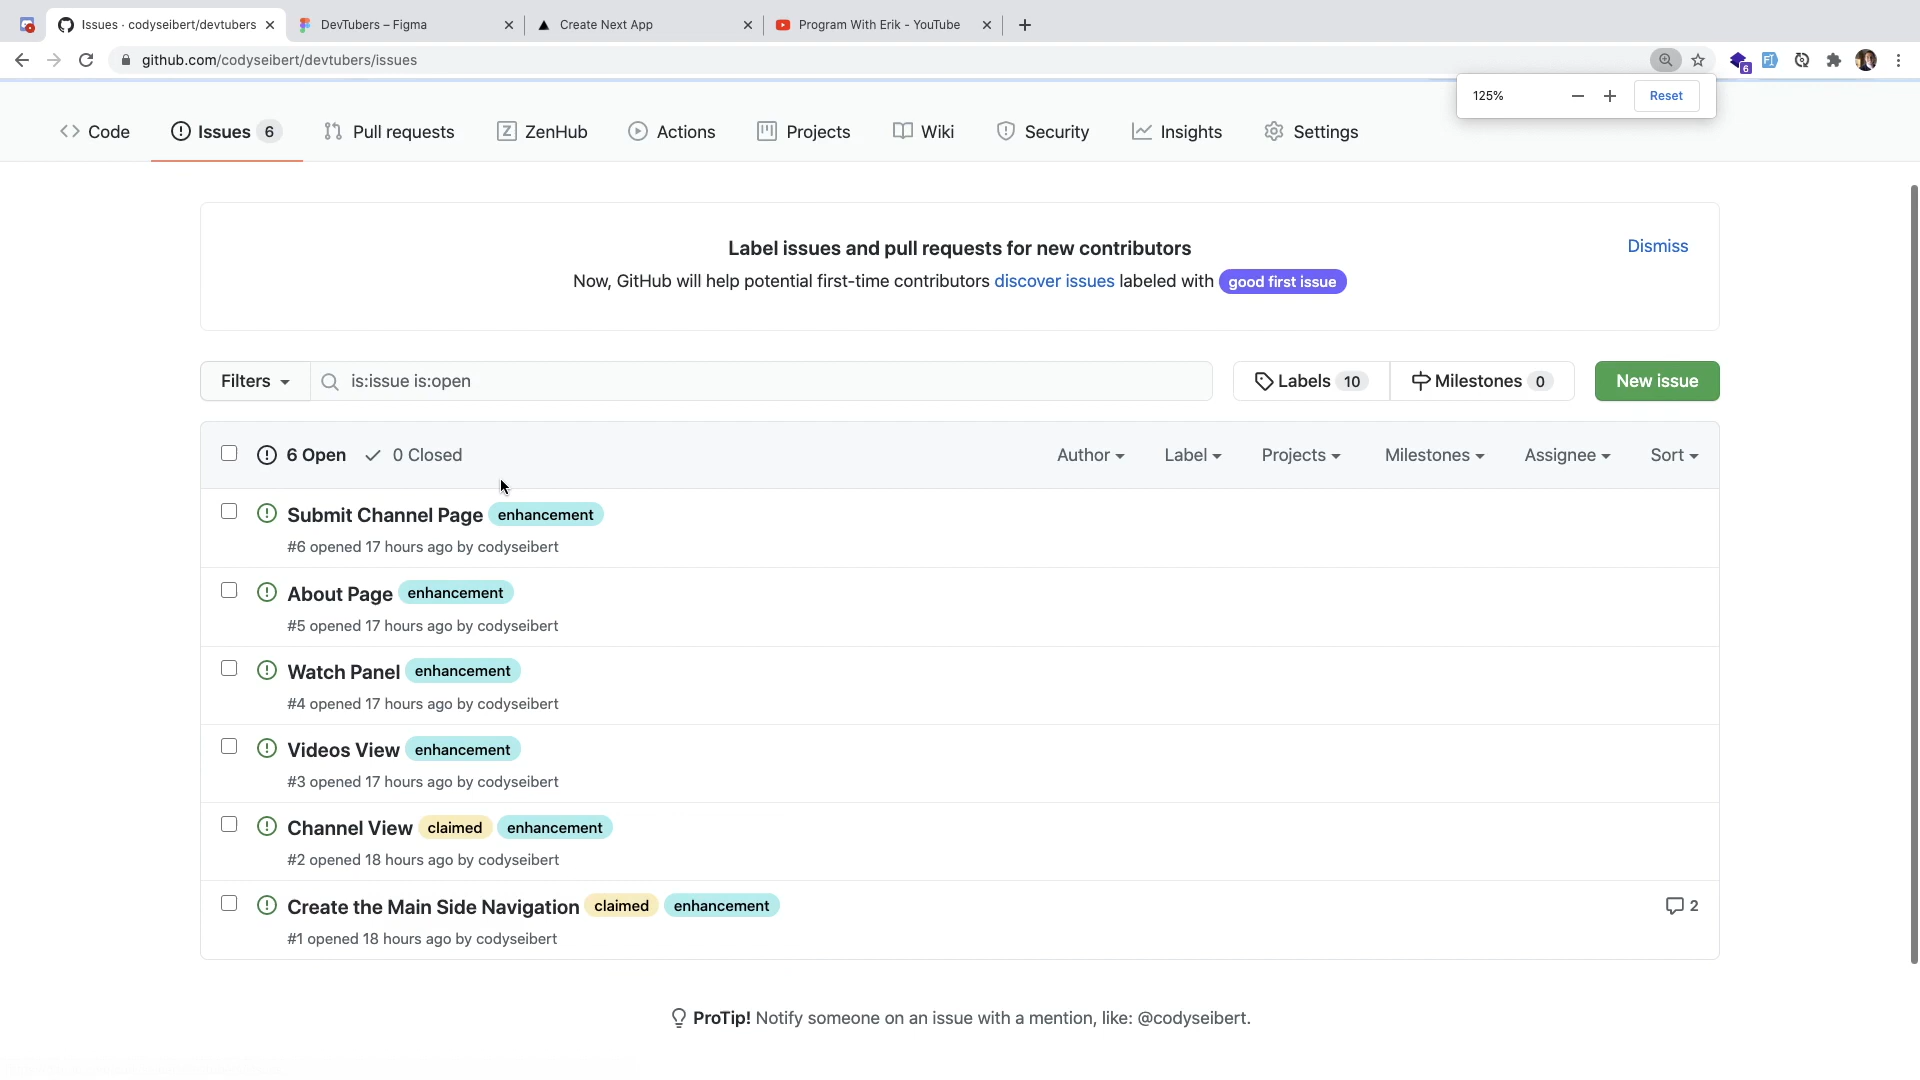 Issues · codyseibert/devtubers
DevTubers – Figma
Create Next App
Program With Erik - YouTube
github.com/codyseibert/devtubers/issues
6
125%
Reset
Code
Issues 6
Pull requests
ZenHub
Actions
Projects
Wiki
Security
Insights
Settings
Label issues and pull requests for new contributors
Dismiss
Now, GitHub will help potential first-time contributors discover issues labeled with good first issue
Filters
is:issue is:open
Labels 10
Milestones 0
New issue
6 Open
0 Closed
Author
Label
Projects
Milestones
Assignee
Sort
Submit Channel Page enhancement
#6 opened 17 hours ago by codyseibert
About Page enhancement
#5 opened 17 hours ago by codyseibert
Watch Panel enhancement
#4 opened 17 hours ago by codyseibert
Videos View enhancement
#3 opened 17 hours ago by codyseibert
Channel View claimed enhancement
#2 opened 18 hours ago by codyseibert
Create the Main Side Navigation claimed enhancement
2
#1 opened 18 hours ago by codyseibert
ProTip! Notify someone on an issue with a mention, like: @codyseibert.